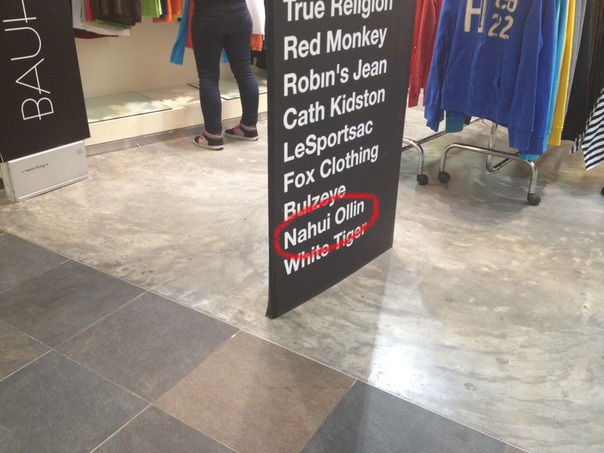 BAUH
True Religion
Red Monkey
Robin's Jean
Cath Kidston
LeSportsac
Fox Clothing
Bulzeye
Nahui Ollin
White Tiger
H
22